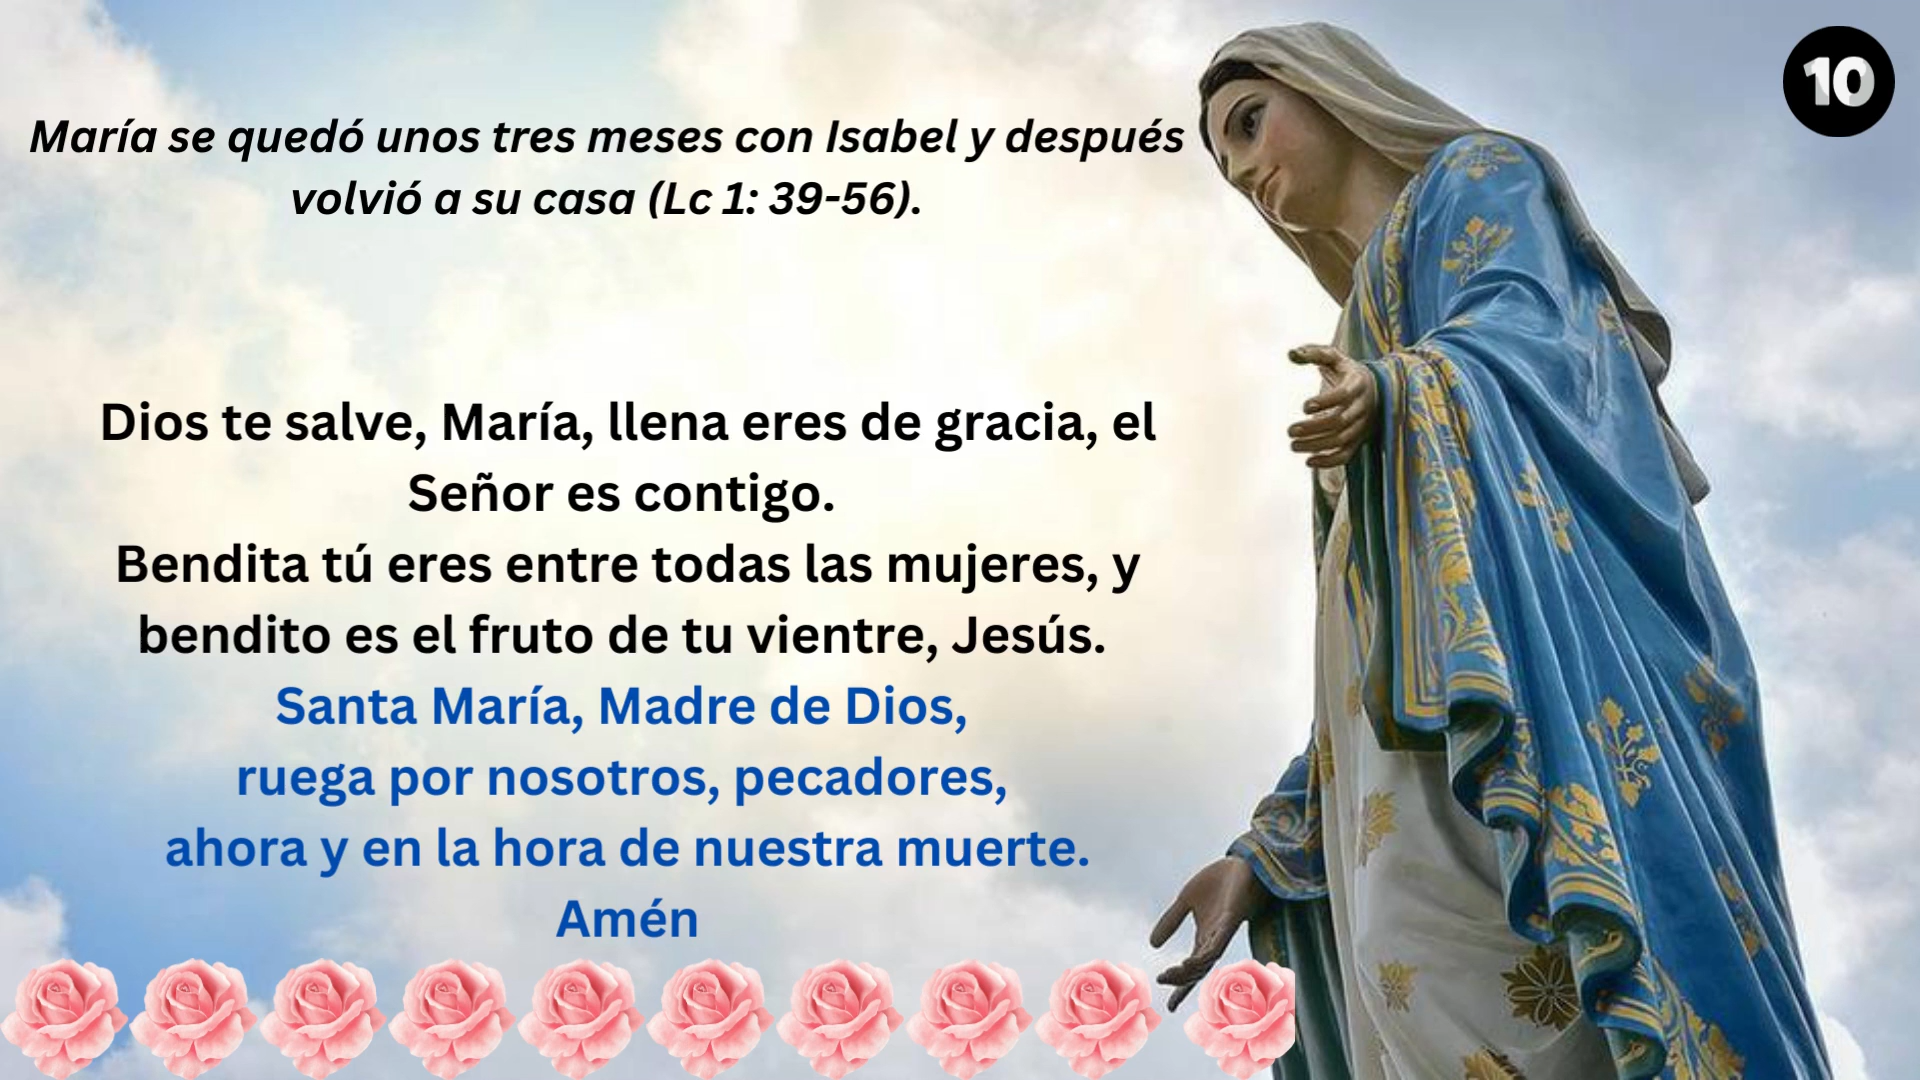 10
María se quedó unos tres meses con Isabel y después
volvió a su casa (Lc 1: 39-56).
Dios te salve, María, llena eres de gracia, el
Señor es contigo.
Bendita tú eres entre todas las mujeres, y
bendito es el fruto de tu vientre, Jesús.
Santa María, Madre de Dios,
ruega por nosotros, pecadores,
ahora y en la hora de nuestra muerte.
Amén